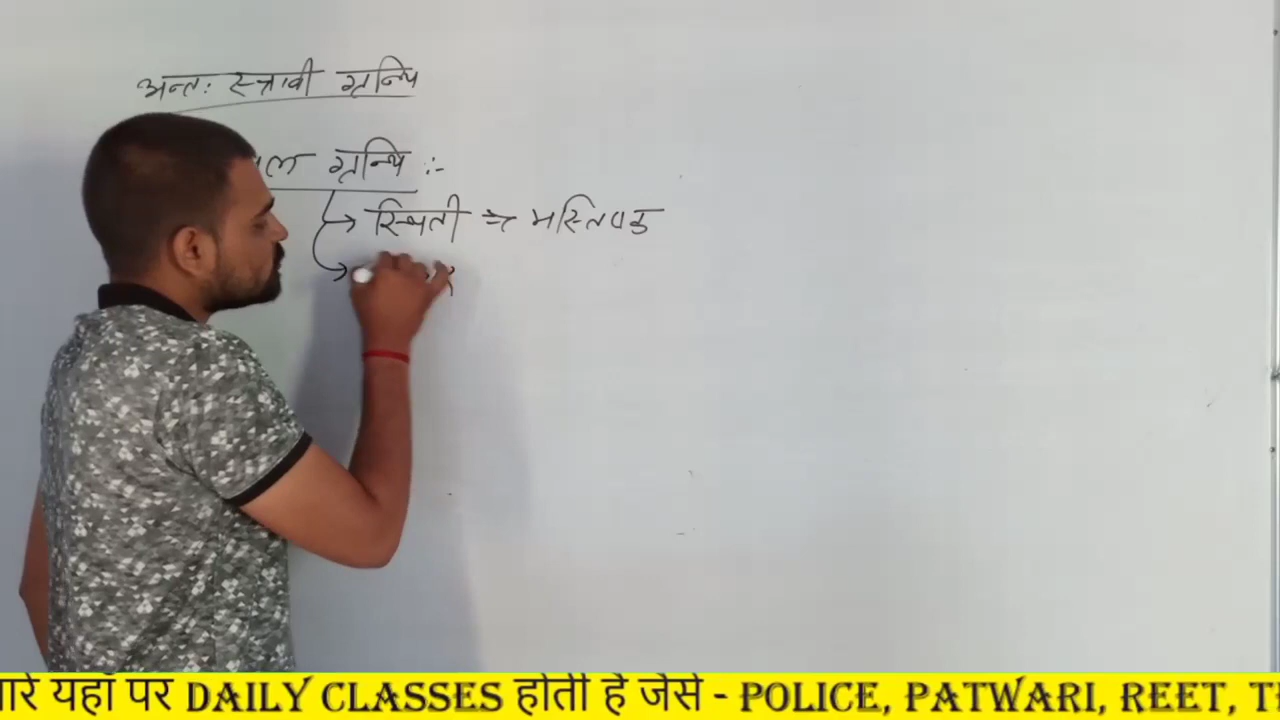 अन्तः स्त्रावी ग्रन्थि
ग्रन्थि :-
→ स्थिती ⇒ मस्तिष्क
→
मारे यहाँ पर DAILY CLASSES होती है जैसे - POLICE, PATWARI, REET,